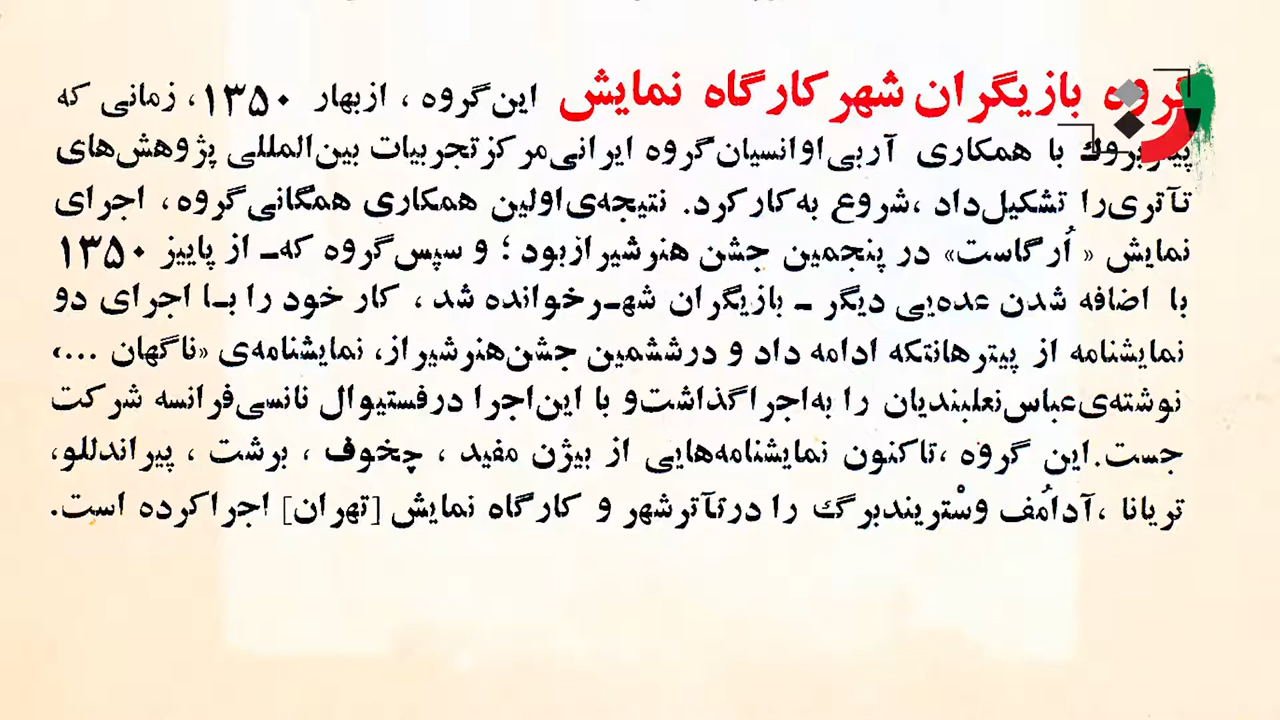 گروه بازیگران شهر کارگاه نمایش این گروه ، از بهار ۱۳۵۰، زمانی که
پیتر بروك با همکاری آربی اوانسیان گروه ایرانی مرکز تجربیات بین‌المللی پژوهش‌های
تآتری را تشکیل داد ،شروع به کار کرد. نتیجه‌ی اولین همکاری همگانی گروه، اجرای
نمایش « اُرگاست» در پنجمین جشن هنر شیراز بود ؛ و سپس گروه که‌ـ از پاییز ۱۳۵۰
با اضافه شدن عده‌یی دیگر ـ بازیگران شهـر خوانده شد ، کار خود را بـا اجرای دو
نمایشنامه از پیتر هانتکه ادامه داد و در ششمین جشن هنر شیراز، نمایشنامه‌ی «ناگهان ...»
نوشته‌ی عباس نعلبندیان را به اجرا گذاشت و با این اجرا در فستیوال نانسی فرانسه شرکت
جست. این گروه ،تاکنون نمایشنامه‌هایی از بیژن مفید ، چخوف ، برشت ، پیراندللو،
تریانا ،آدامُف وسْتریندبرگ را در تآتر شهر و کارگاه نمایش [تهران] اجرا کرده است.